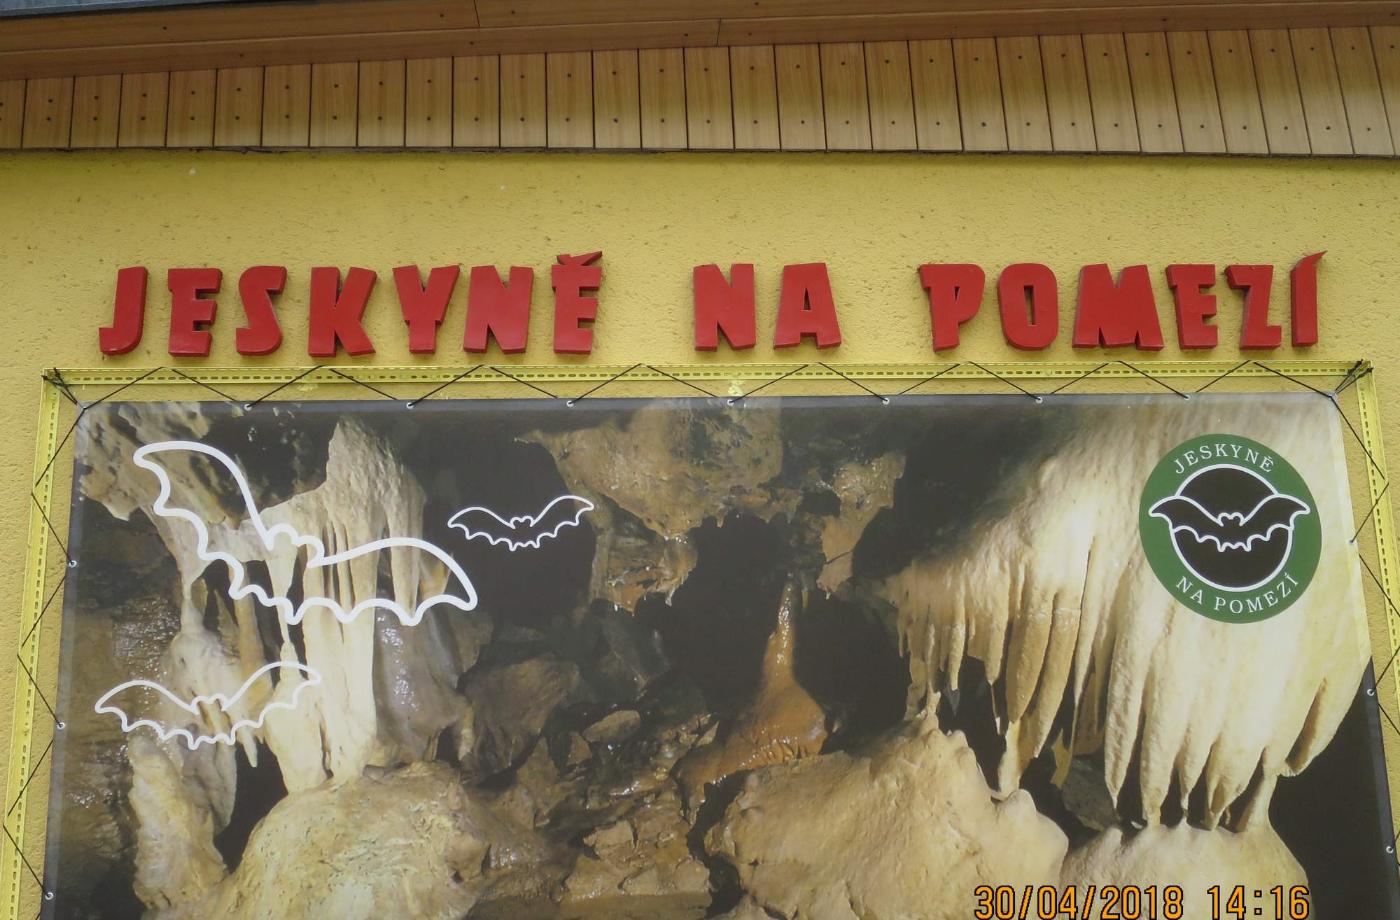 JESKYNĚ NA POMEZÍ
JESKYNĚ
NA POMEZÍ
30/04/2018 14:16